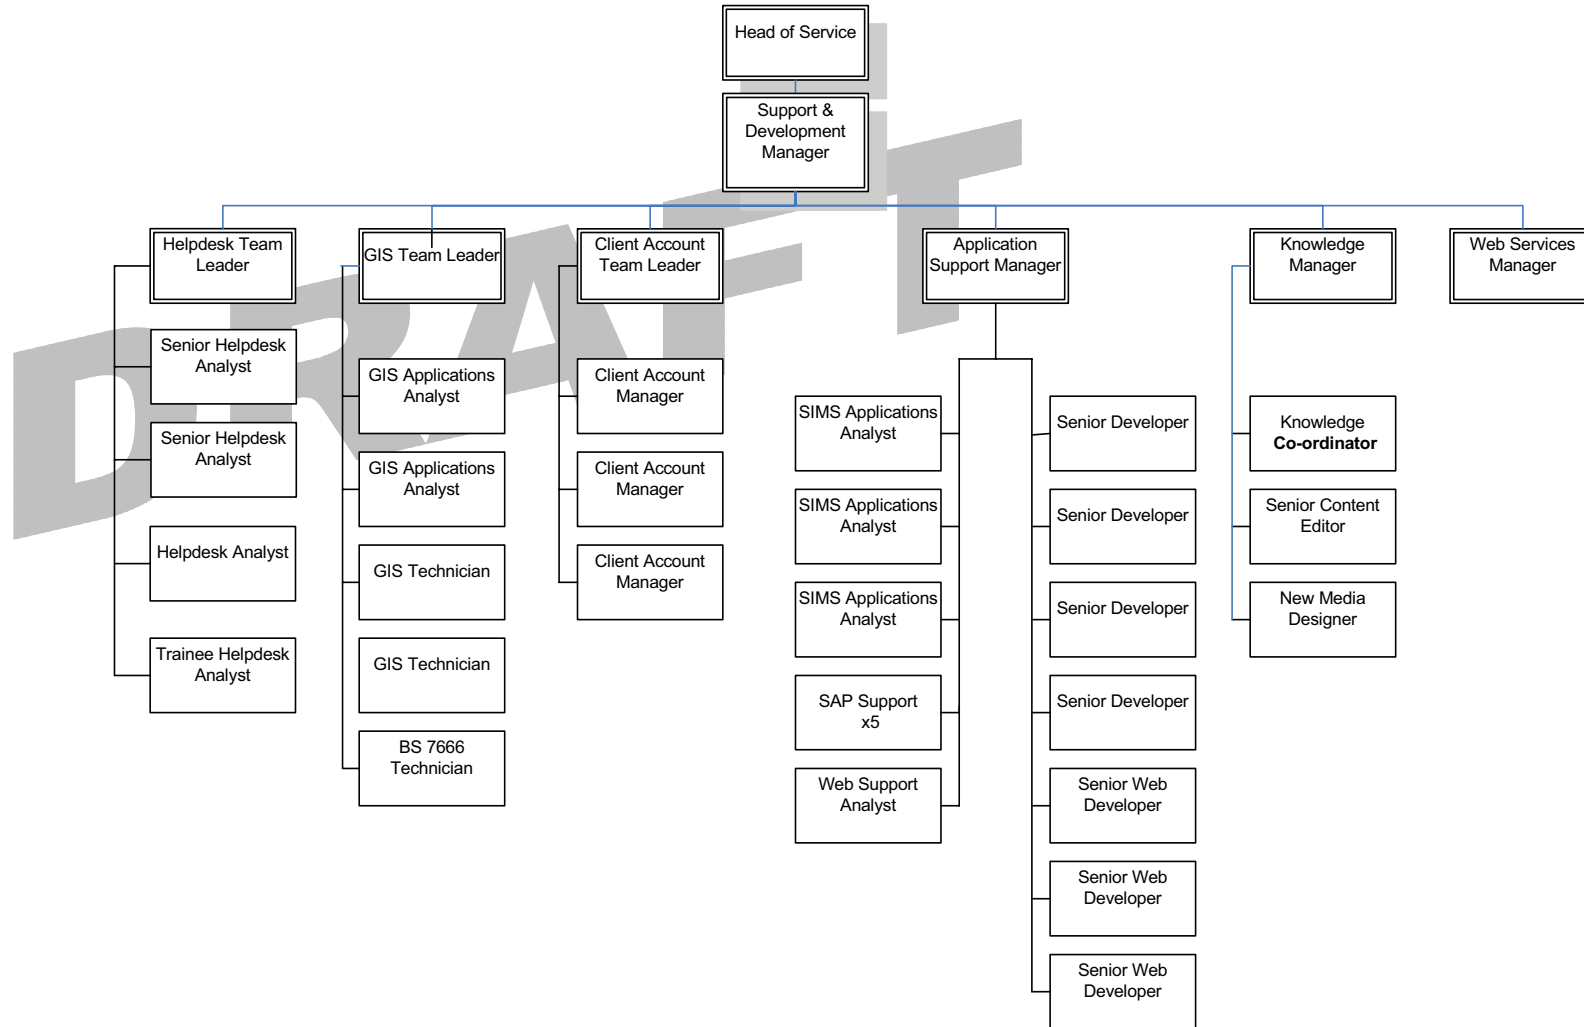 Head of Service
Support &
Development
Manager
Helpdesk Team
Leader
GIS Team Leader
Client Account
Team Leader
Application
Support Manager
Knowledge
Manager
Web Services
Manager
Senior Helpdesk
Analyst
Senior Helpdesk
Analyst
Helpdesk Analyst
Trainee Helpdesk
Analyst
GIS Applications
Analyst
GIS Applications
Analyst
GIS Technician
GIS Technician
BS 7666
Technician
Client Account
Manager
Client Account
Manager
Client Account
Manager
SIMS Applications
Analyst
SIMS Applications
Analyst
SIMS Applications
Analyst
SAP Support
x5
Web Support
Analyst
Senior Developer
Senior Developer
Senior Developer
Senior Developer
Senior Web
Developer
Senior Web
Developer
Senior Web
Developer
Knowledge
Co-ordinator
Senior Content
Editor
New Media
Designer
DRAFT